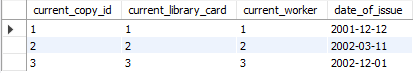 current_copy_id current_library_card current_worker date_of_issue
1 1 1 2001-12-12
2 2 2 2002-03-11
3 3 3 2002-12-01